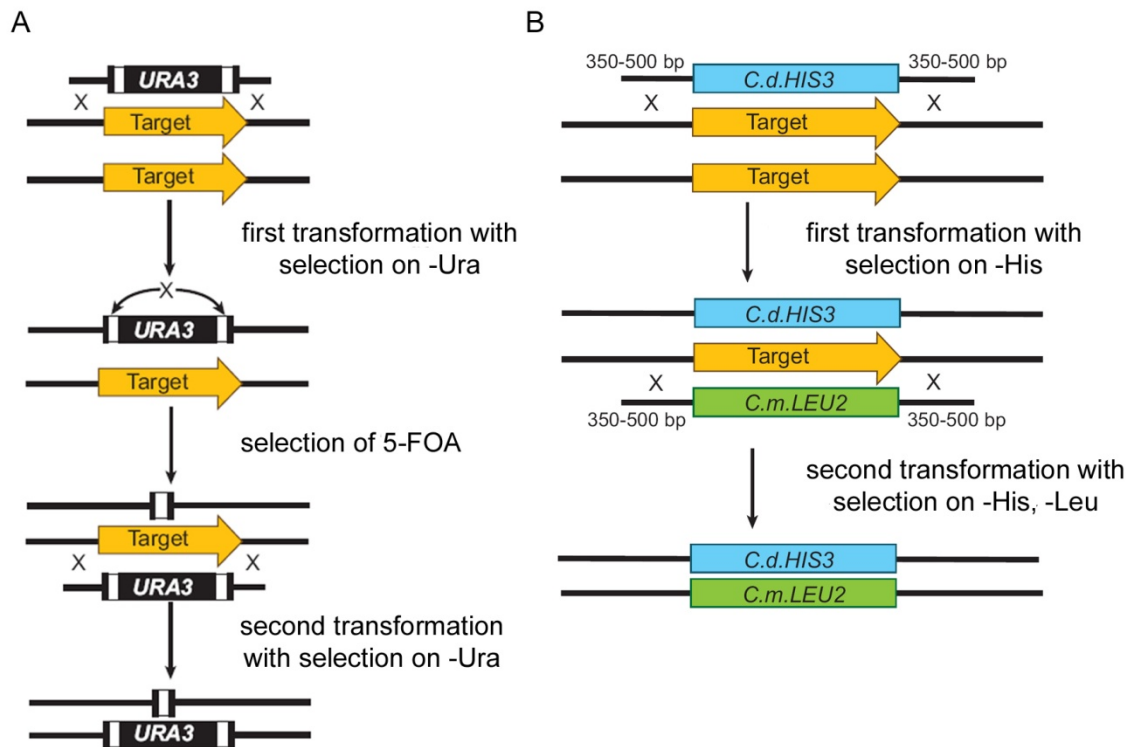 A
URA3
X X
Target
Target
first transformation with
selection on -Ura
X
URA3
Target
selection of 5-FOA
Target
X X
URA3
second transformation
with selection on -Ura
URA3
B
350-500 bp C.d.HIS3 350-500 bp
X X
Target
Target
first transformation with
selection on -His
C.d.HIS3
Target
X X
C.m.LEU2
350-500 bp 350-500 bp
second transformation with
selection on -His, -Leu
C.d.HIS3
C.m.LEU2